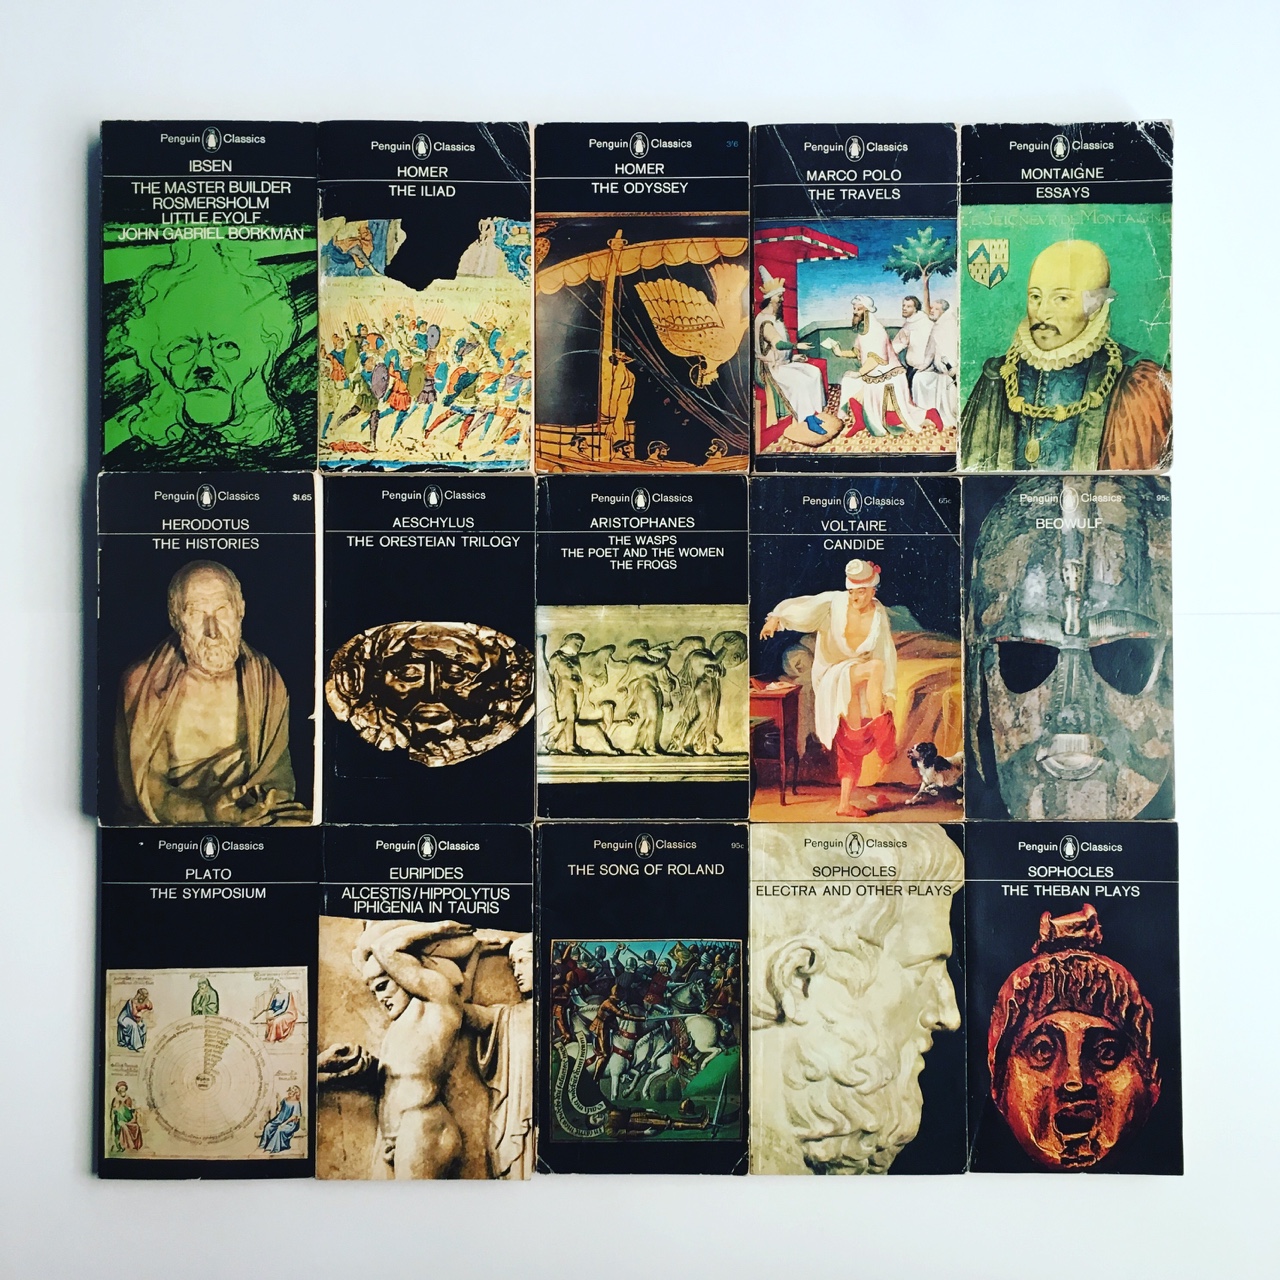 Penguin Classics
IBSEN
THE MASTER BUILDER
ROSMERSHOLM
LITTLE EYOLF
JOHN GABRIEL BORKMAN
Penguin Classics
HOMER
THE ILIAD
XLV
Penguin Classics
3'6
HOMER
THE ODYSSEY
Penguin Classics
MARCO POLO
THE TRAVELS
Penguin Classics
MONTAIGNE
ESSAYS
Penguin Classics
$1.65
HERODOTUS
THE HISTORIES
Penguin Classics
AESCHYLUS
THE ORESTEIAN TRILOGY
Penguin Classics
ARISTOPHANES
THE WASPS
THE POET AND THE WOMEN
THE FROGS
Penguin Classics
65c
VOLTAIRE
CANDIDE
Penguin Classics
95c
BEOWULF
Penguin Classics
PLATO
THE SYMPOSIUM
Penguin Classics
EURIPIDES
ALCESTIS/HIPPOLYTUS
IPHIGENIA IN TAURIS
Penguin Classics
95c
THE SONG OF ROLAND
Penguin Classics
SOPHOCLES
ELECTRA AND OTHER PLAYS
Penguin Classics
SOPHOCLES
THE THEBAN PLAYS